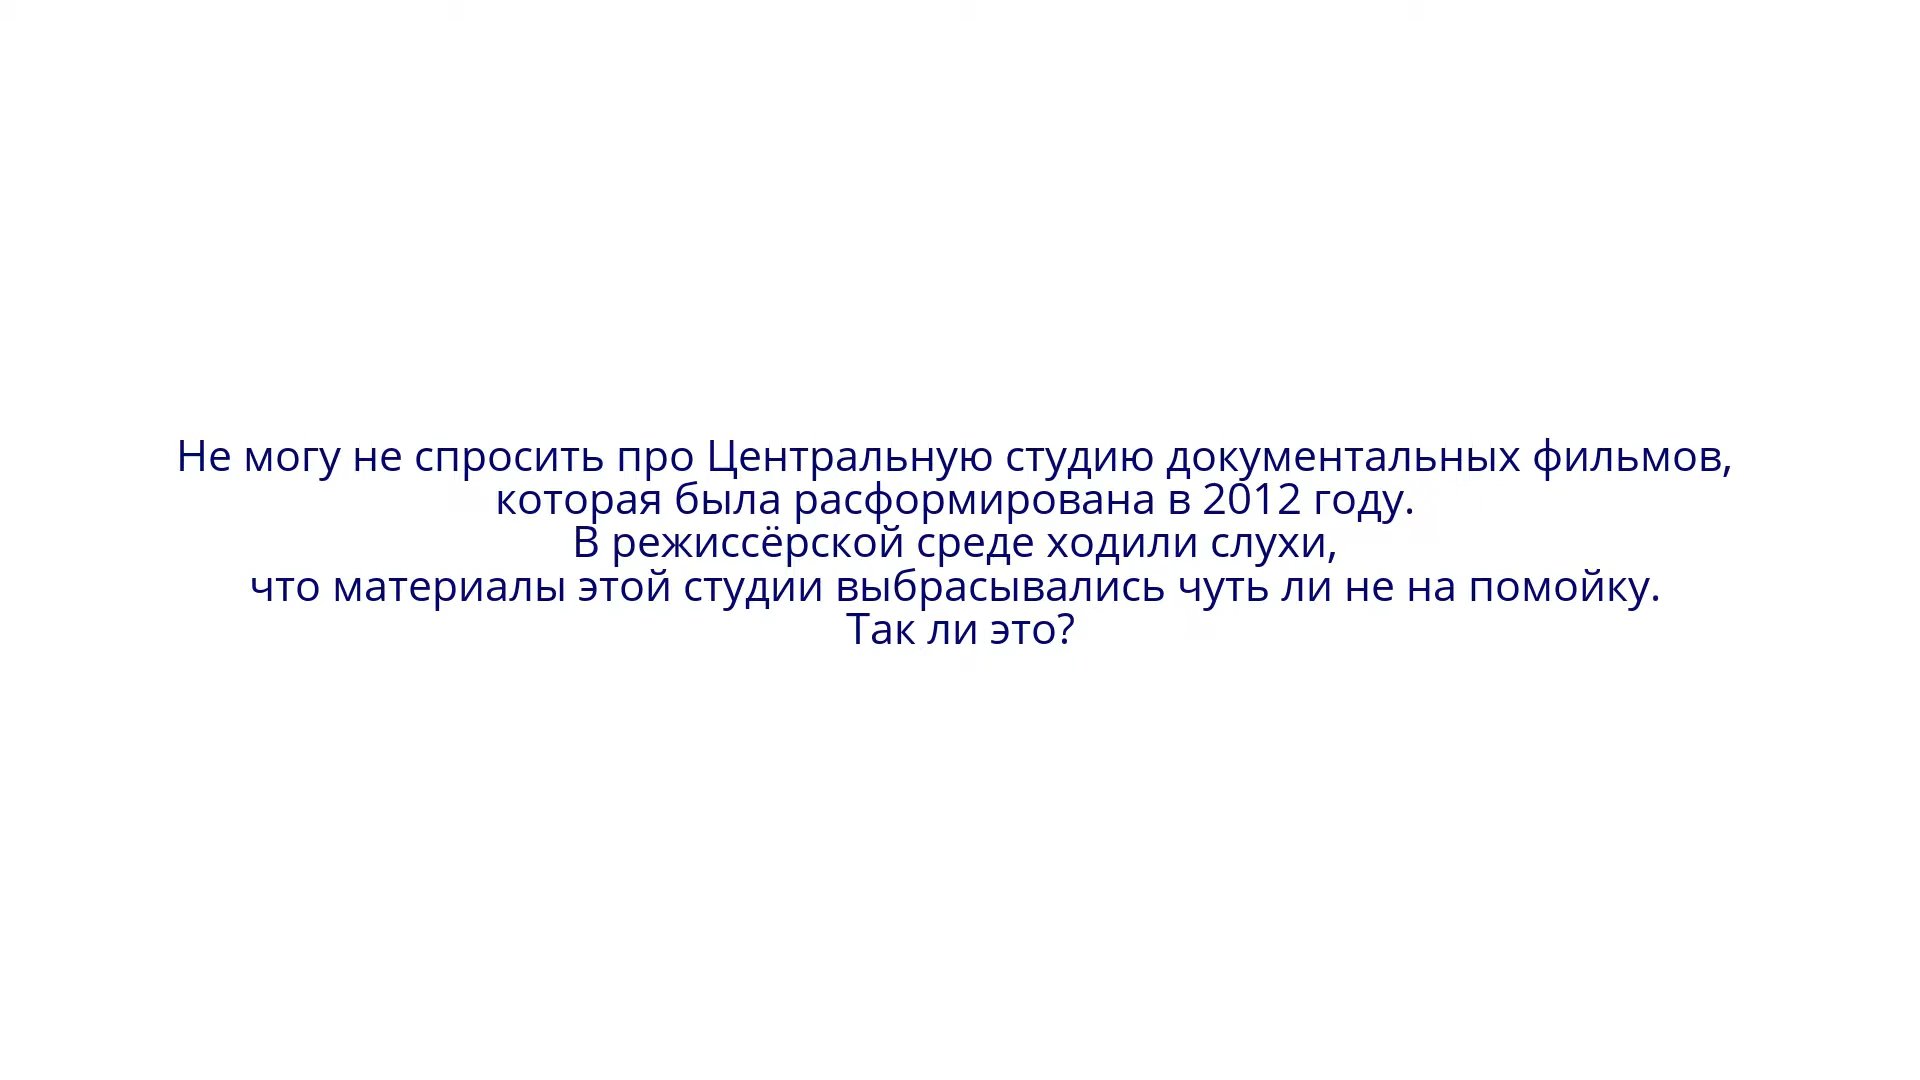 Не могу не спросить про Центральную студию документальных фильмов,
которая была расформирована в 2012 году.
В режиссёрской среде ходили слухи,
что материалы этой студии выбрасывались чуть ли не на помойку.
Так ли это?